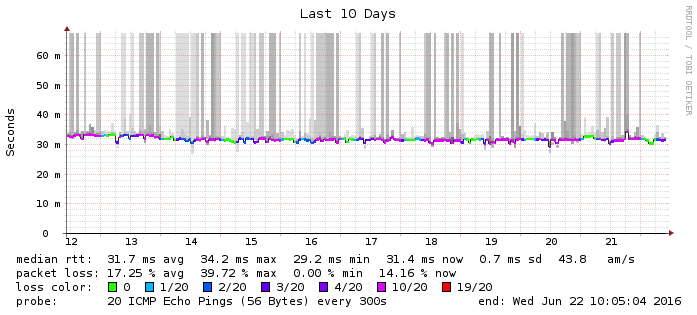 Last 10 Days
RRDTOOL / TOBI OETIKER
Seconds
60 m
50 m
40 m
30 m
20 m
10 m
0
12 13 14 15 16 17 18 19 20 21
median rtt: 31.7 ms avg 34.2 ms max 29.2 ms min 31.4 ms now 0.7 ms sd 43.8 am/s
packet loss: 17.25 % avg 39.72 % max 0.00 % min 14.16 % now
loss color: 0 1/20 2/20 3/20 4/20 10/20 19/20
probe: 20 ICMP Echo Pings (56 Bytes) every 300s end: Wed Jun 22 10:05:04 2016